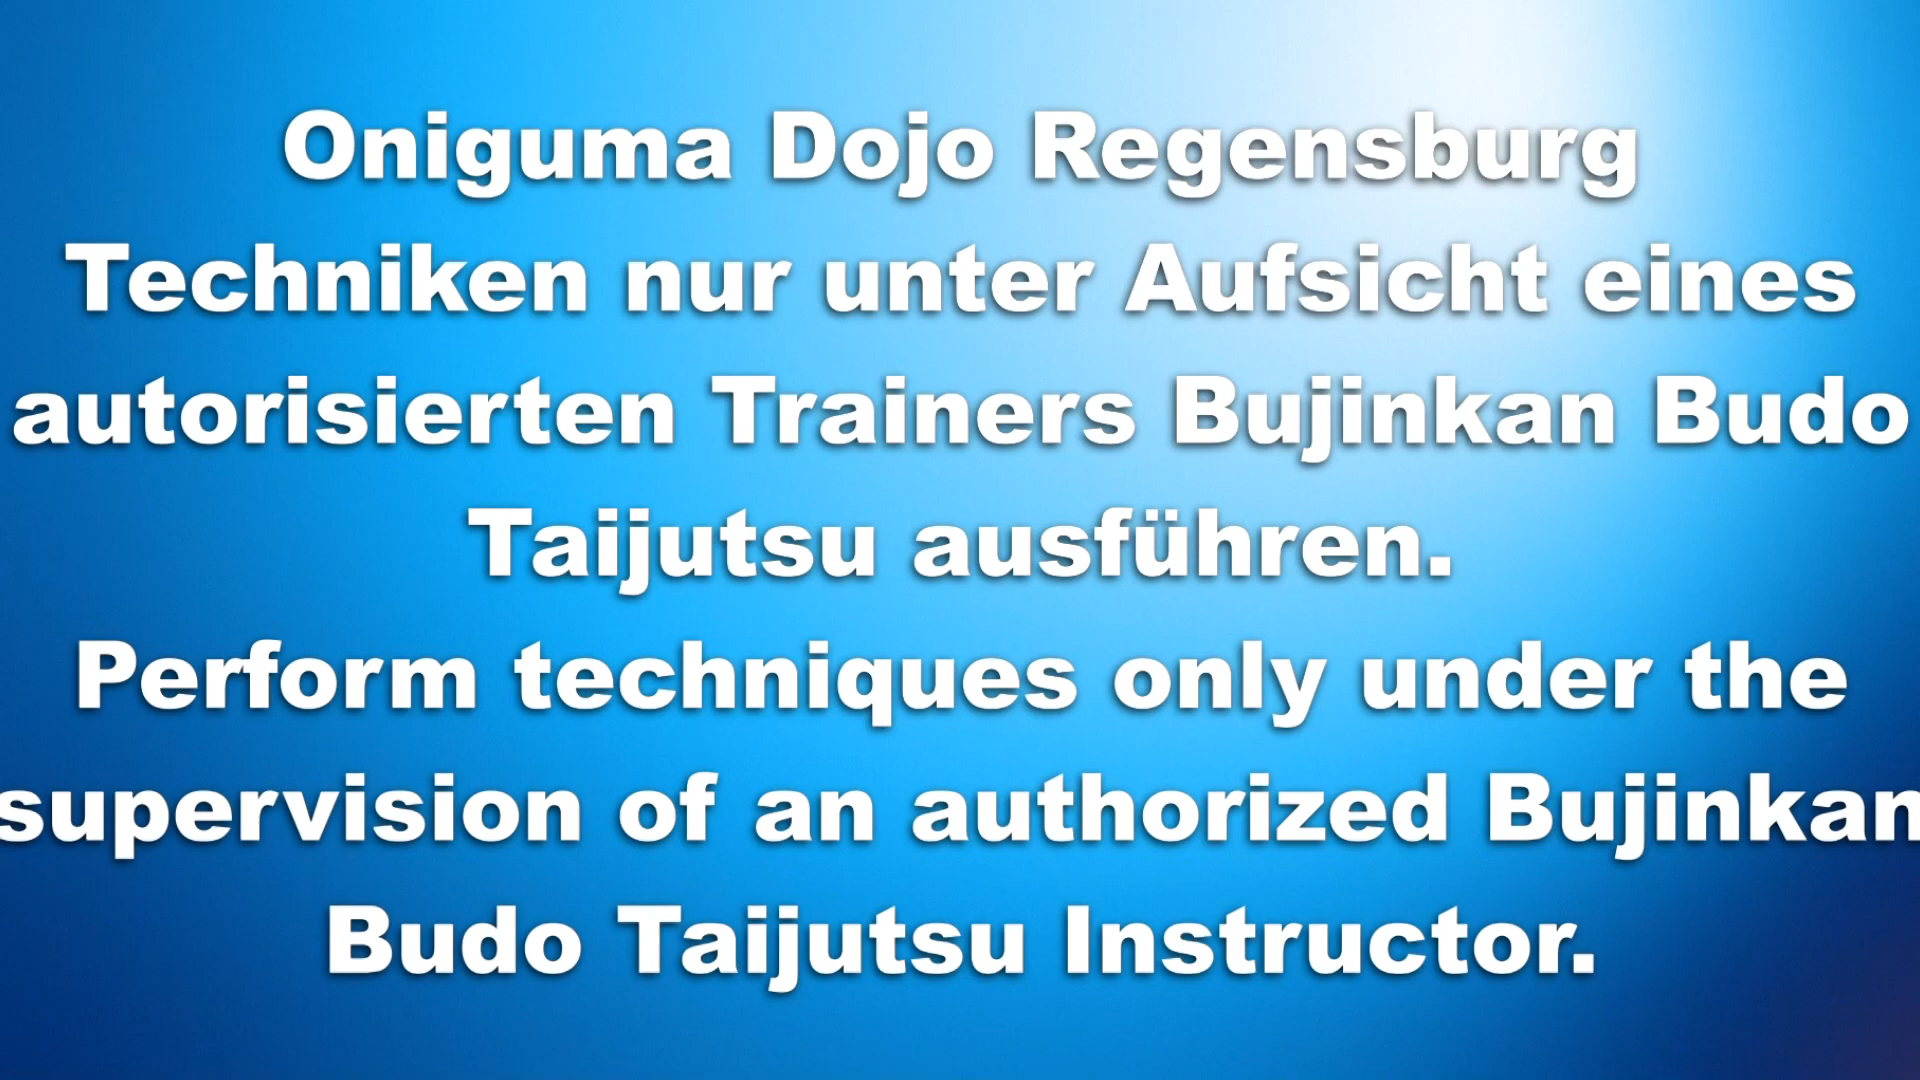 Oniguma Dojo Regensburg
Techniken nur unter Aufsicht eines
autorisierten Trainers Bujinkan Budo
Taijutsu ausführen.
Perform techniques only under the
supervision of an authorized Bujinkan
Budo Taijutsu Instructor.